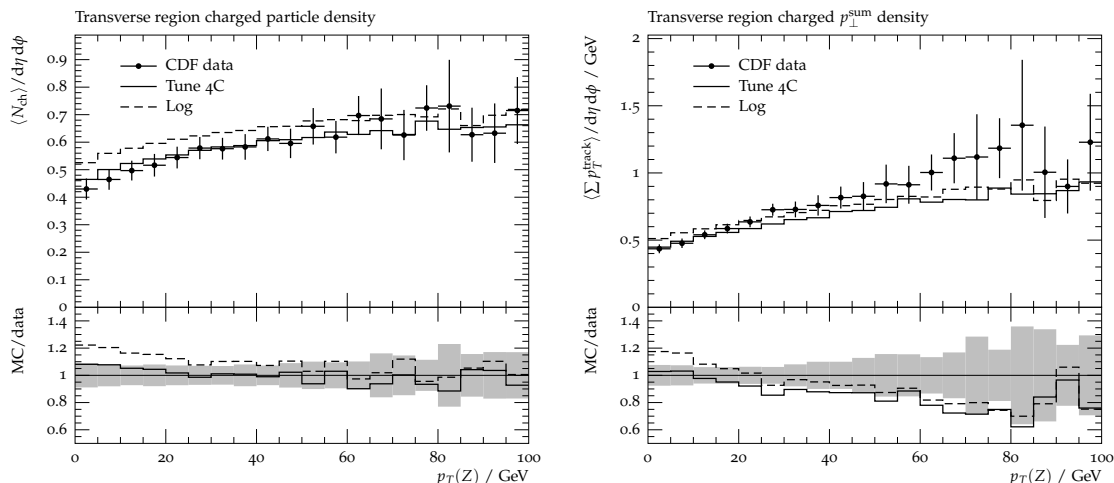 Transverse region charged particle density
⟨N_ch⟩/dη dϕ
CDF data
Tune 4C
Log
0.9
0.8
0.7
0.6
0.5
0.4
0.3
0.2
0.1
0
MC/data
1.4
1.2
1
0.8
0.6
0 20 40 60 80 100
p_T(Z) / GeV
Transverse region charged p_⊥^sum density
⟨∑ p_T^track⟩/dη dϕ / GeV
CDF data
Tune 4C
Log
2
1.5
1
0.5
0
MC/data
1.4
1.2
1
0.8
0.6
0 20 40 60 80 100
p_T(Z) / GeV